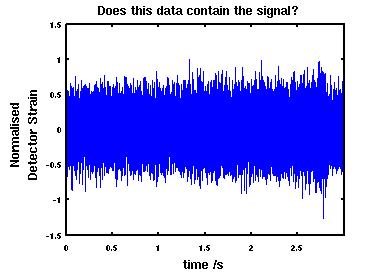 Does this data contain the signal?
1.5
1
0.5
0
-0.5
-1
-1.5
Normalised
Detector Strain
0 0.5 1 1.5 2 2.5
time /s